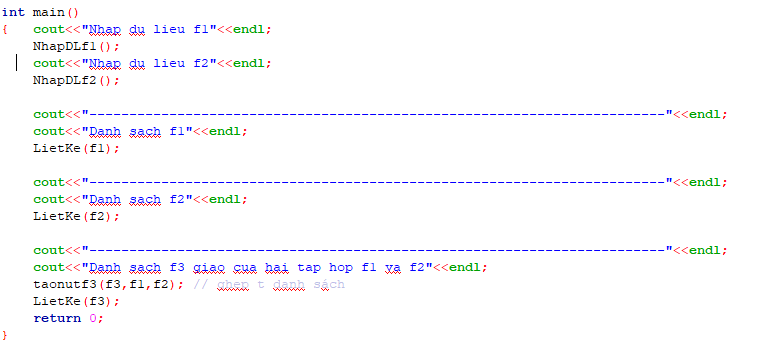 int main()
{   cout<<"Nhap du lieu f1"<<endl;
    NhapDLf1();
    cout<<"Nhap du lieu f2"<<endl;
    NhapDLf2();
    cout<<"------------------------------------------------------------------------"<<endl;
    cout<<"Danh sach f1"<<endl;
    LietKe(f1);
    cout<<"------------------------------------------------------------------------"<<endl;
    cout<<"Danh sach f2"<<endl;
    LietKe(f2);
    cout<<"------------------------------------------------------------------------"<<endl;
    cout<<"Danh sach f3 giao cua hai tap hop f1 va f2"<<endl;
    taonutf3(f3,f1,f2); // ghep t danh sách
    LietKe(f3);
    return 0;
}